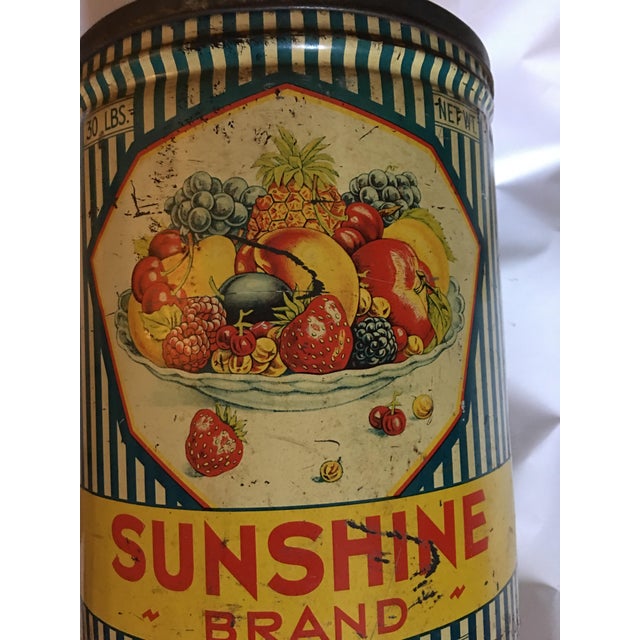 30 LBS.
NET WT.
SUNSHINE
~ BRAND ~